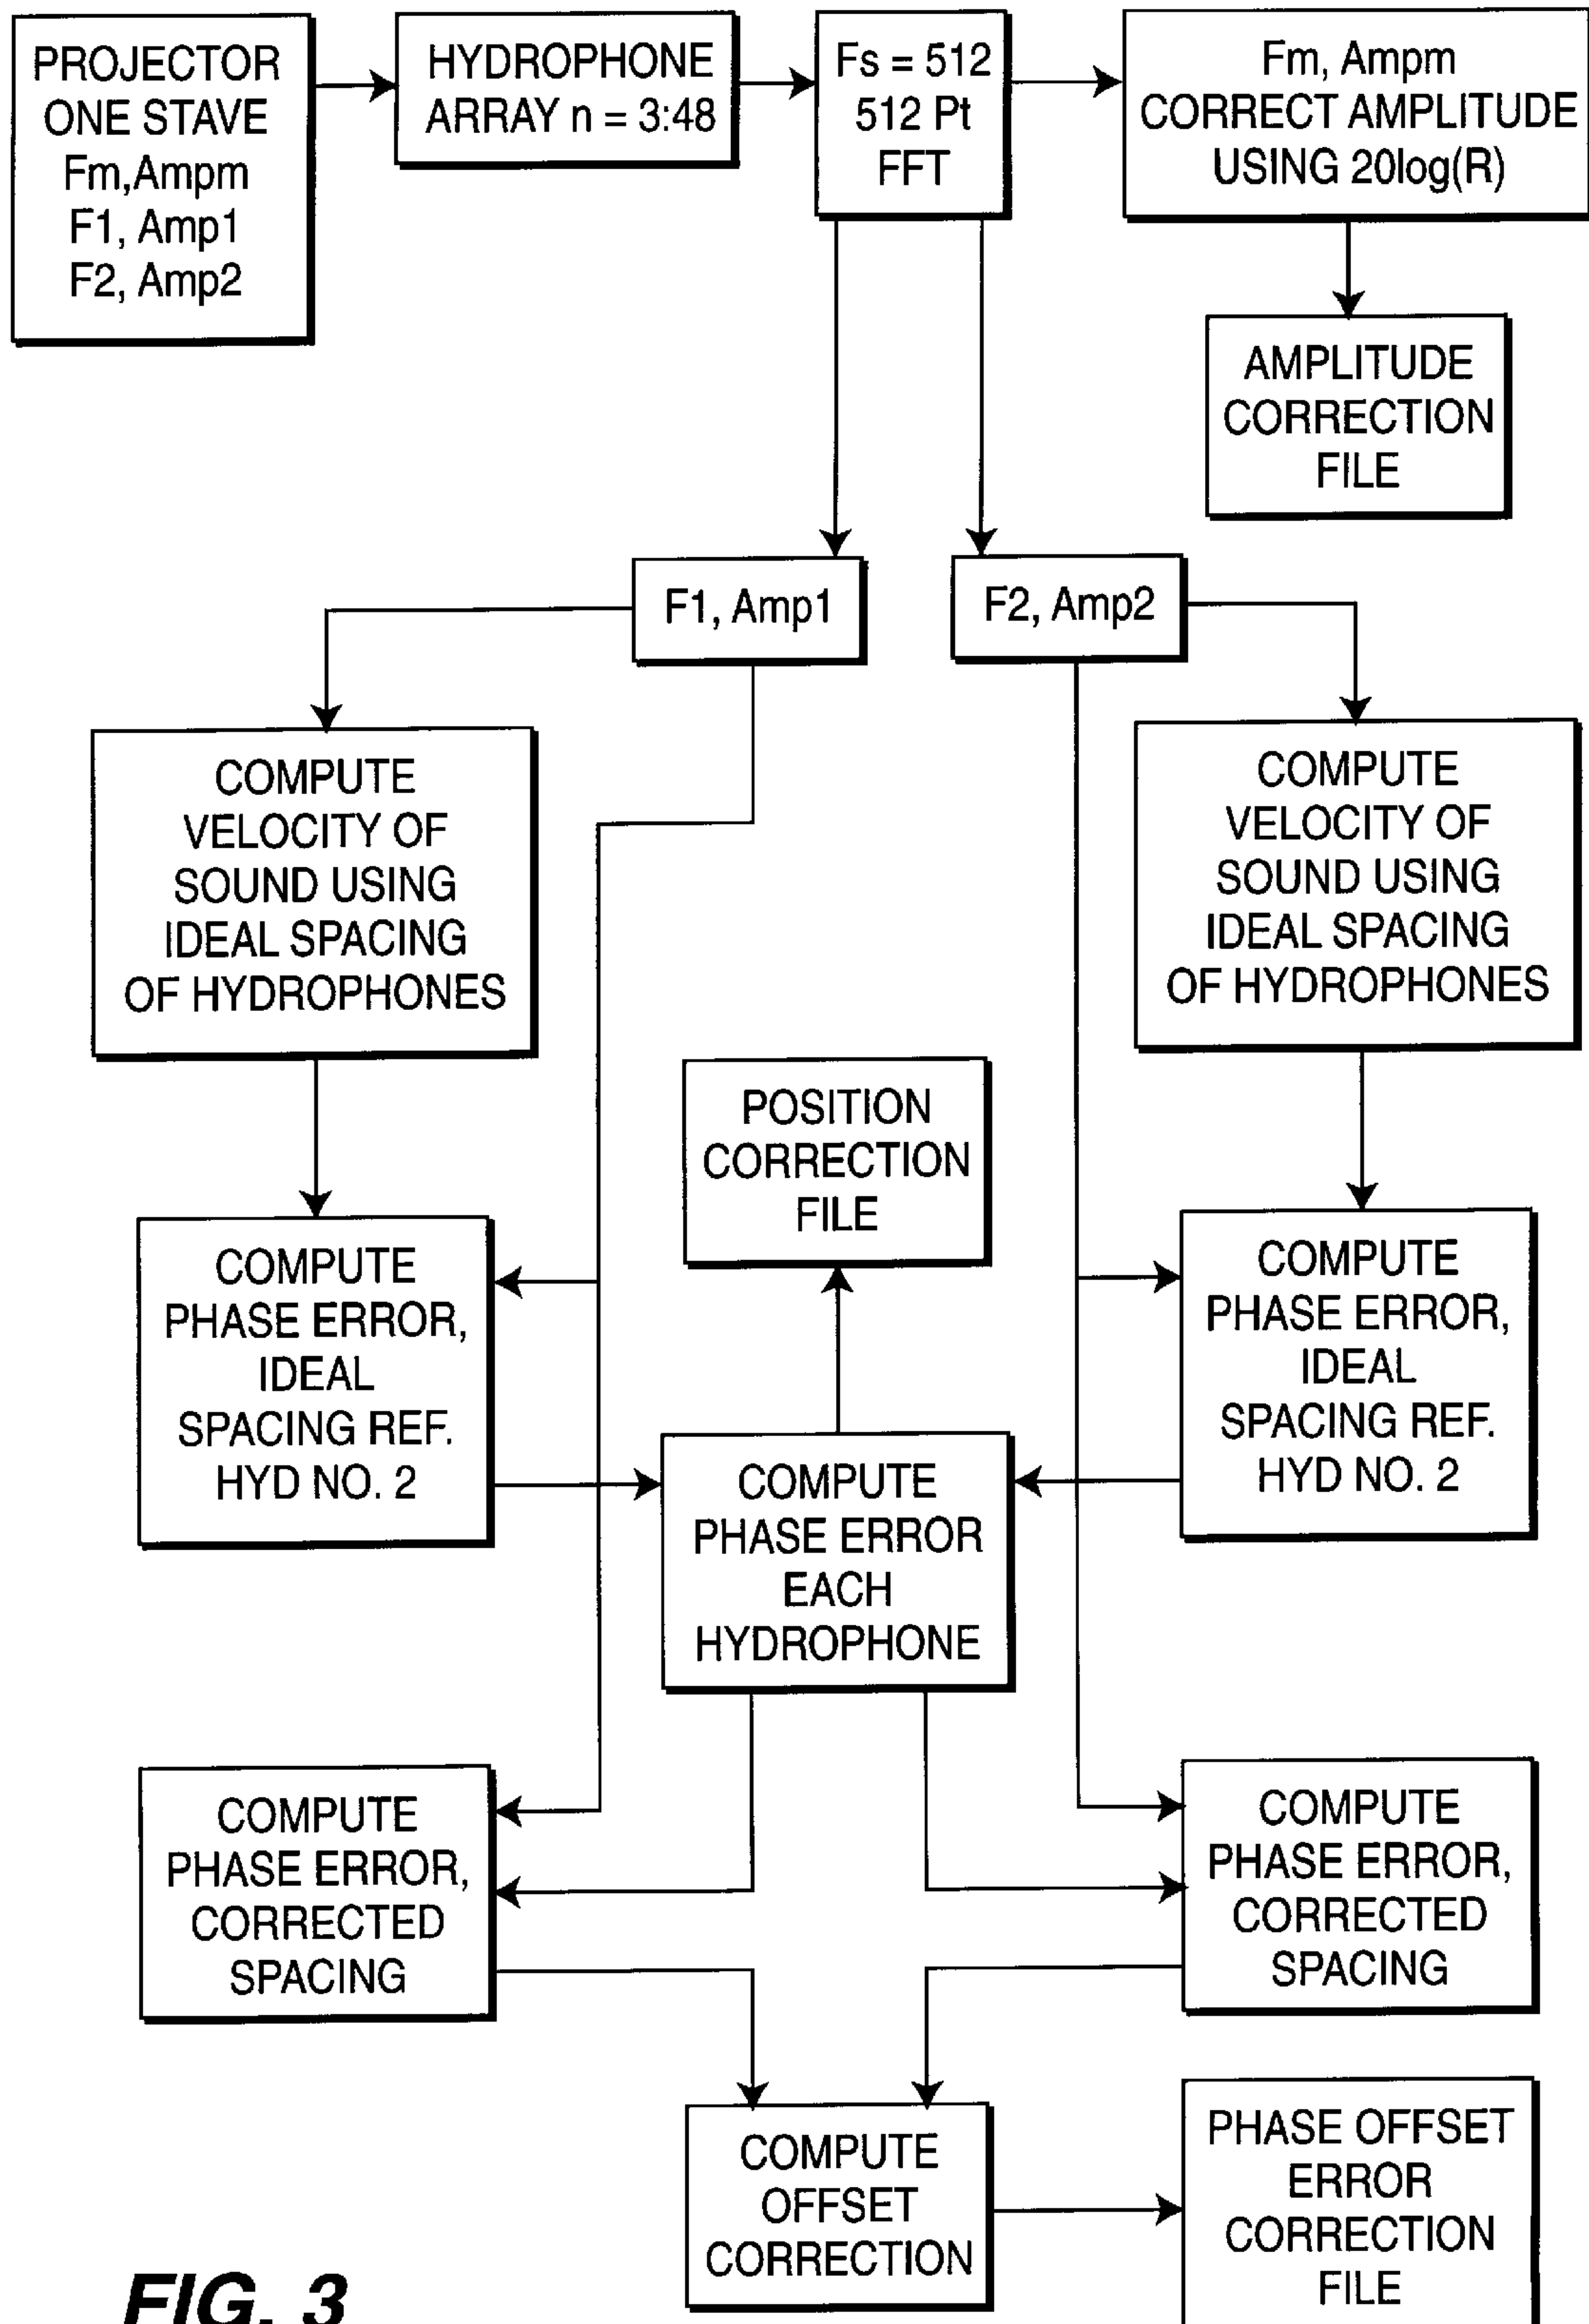 PROJECTOR
ONE STAVE
Fm,Ampm
F1, Amp1
F2, Amp2
HYDROPHONE
ARRAY n = 3:48
Fs = 512
512 Pt
FFT
Fm, Ampm
CORRECT AMPLITUDE
USING 20log(R)
AMPLITUDE
CORRECTION
FILE
F1, Amp1
F2, Amp2
COMPUTE
VELOCITY OF
SOUND USING
IDEAL SPACING
OF HYDROPHONES
COMPUTE
VELOCITY OF
SOUND USING
IDEAL SPACING
OF HYDROPHONES
POSITION
CORRECTION
FILE
COMPUTE
PHASE ERROR,
IDEAL
SPACING REF.
HYD NO. 2
COMPUTE
PHASE ERROR,
IDEAL
SPACING REF.
HYD NO. 2
COMPUTE
PHASE ERROR
EACH
HYDROPHONE
COMPUTE
PHASE ERROR,
CORRECTED
SPACING
COMPUTE
PHASE ERROR,
CORRECTED
SPACING
COMPUTE
OFFSET
CORRECTION
PHASE OFFSET
ERROR
CORRECTION
FILE
FIG. 3